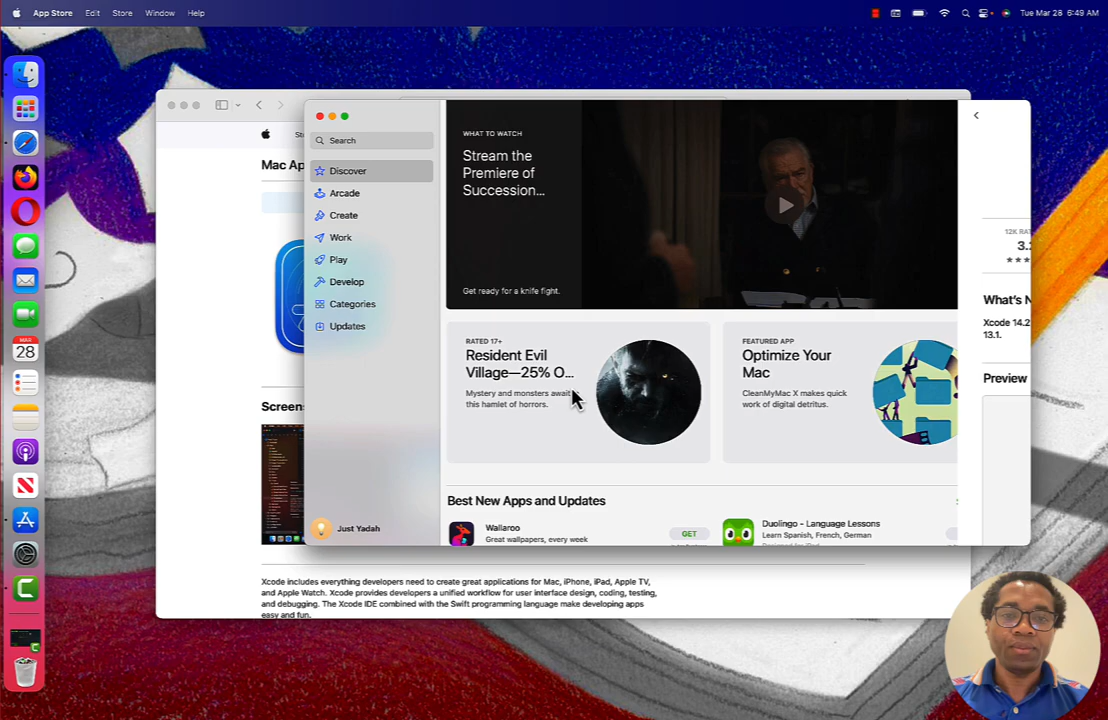 App Store Edit Store Window Help
Tue Mar 28 6:49 AM
MAR
28
Mac Ap
Screens
Xcode includes everything developers need to create great applications for Mac, iPhone, iPad, Apple TV,
and Apple Watch. Xcode provides developers a unified workflow for user interface design, coding, testing,
and debugging. The Xcode IDE combined with the Swift programming language make developing apps
easy and fun.
Search
Discover
Arcade
Create
Work
Play
Develop
Categories
Updates
Just Yadah
WHAT TO WATCH
Stream the
Premiere of
Succession...
Get ready for a knife fight.
RATED 17+
Resident Evil
Village—25% O...
Mystery and monsters await
this hamlet of horrors.
FEATURED APP
Optimize Your
Mac
CleanMyMac X makes quick
work of digital detritus.
Best New Apps and Updates
Wallaroo
Great wallpapers, every week
GET
Duolingo - Language Lessons
Learn Spanish, French, German
12K RAT
3.
What's N
Xcode 14.2
13.1.
Preview